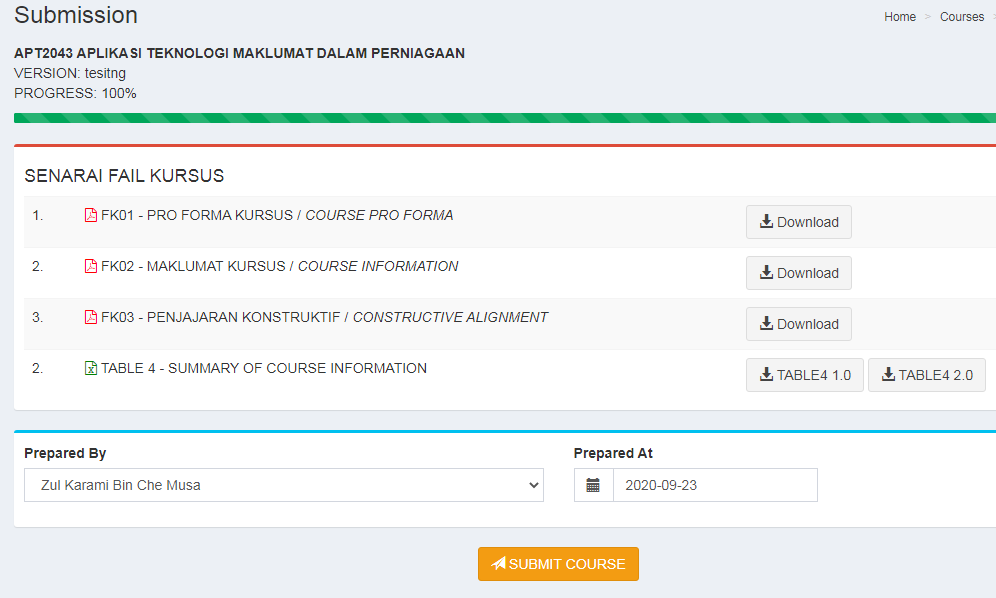 Submission
Home > Courses >
APT2043 APLIKASI TEKNOLOGI MAKLUMAT DALAM PERNIAGAAN
VERSION: tesitng
PROGRESS: 100%
SENARAI FAIL KURSUS
1. FK01 - PRO FORMA KURSUS / COURSE PRO FORMA Download
2. FK02 - MAKLUMAT KURSUS / COURSE INFORMATION Download
3. FK03 - PENJAJARAN KONSTRUKTIF / CONSTRUCTIVE ALIGNMENT Download
2. TABLE 4 - SUMMARY OF COURSE INFORMATION TABLE4 1.0 TABLE4 2.0
Prepared By Prepared At
Zul Karami Bin Che Musa 2020-09-23
SUBMIT COURSE